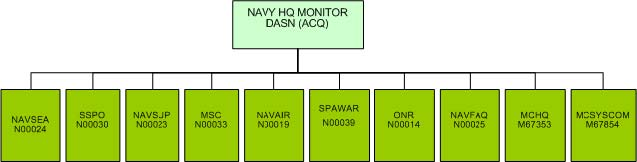 NAVY HQ MONITOR
DASN (ACQ)
NAVSEA
N00024
SSPO
N00030
NAVSJP
N00023
MSC
N00033
NAVAIR
N00019
SPAWAR
N00039
ONR
N00014
NAVFAQ
N00025
MCHQ
M67353
MCSYSCOM
M67854